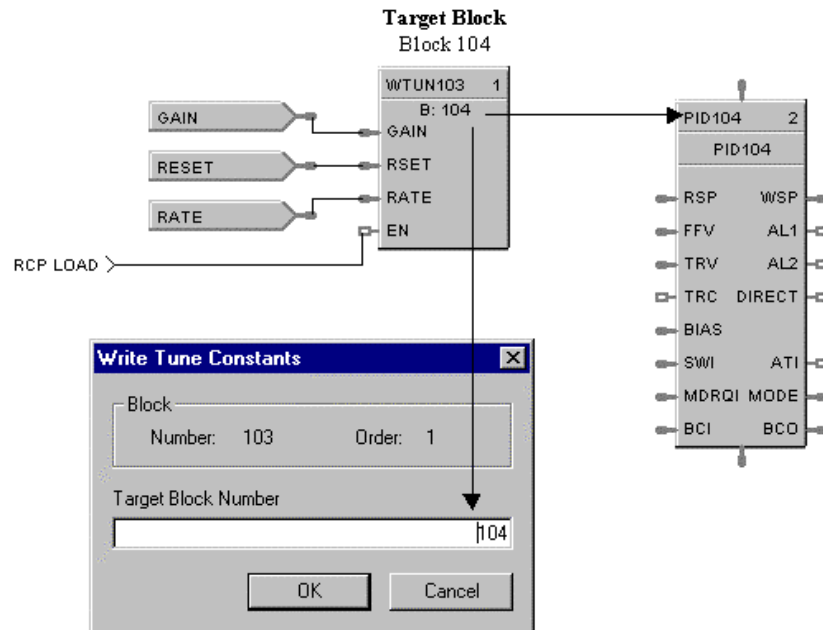 Target Block
Block 104
WTUN103 1
B: 104
GAIN
RSET
RATE
EN
GAIN
RESET
RATE
RCP LOAD
PID104 2
PID104
RSP WSP
FFV AL1
TRV AL2
TRC DIRECT
BIAS
SWI ATI
MDRQI MODE
BCI BCO
Write Tune Constants
Block
Number: 103 Order: 1
Target Block Number
104
OK Cancel